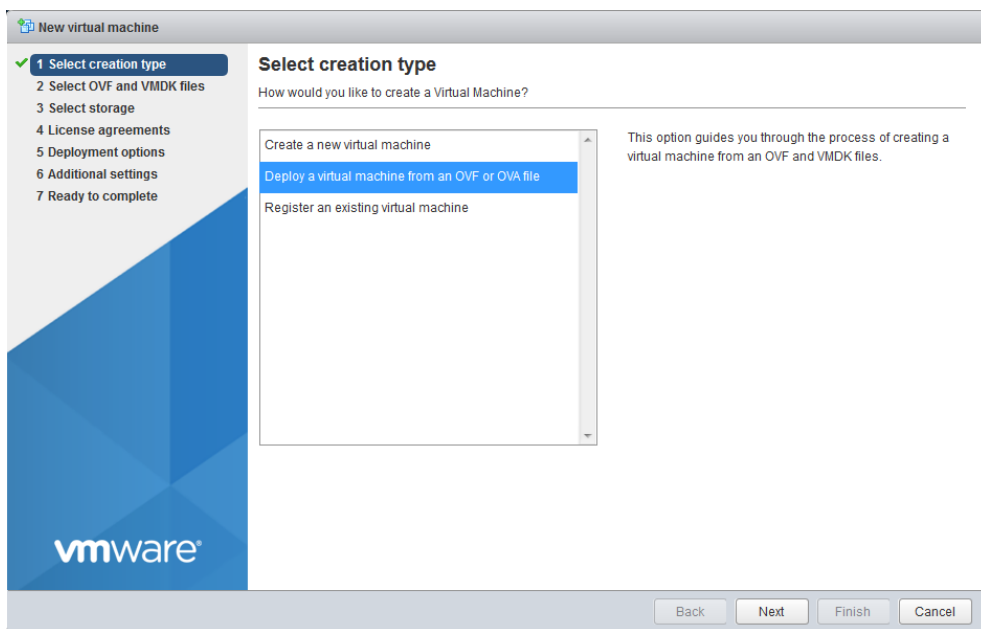 New virtual machine
1 Select creation type
2 Select OVF and VMDK files
3 Select storage
4 License agreements
5 Deployment options
6 Additional settings
7 Ready to complete
vmware®
Select creation type
How would you like to create a Virtual Machine?
Create a new virtual machine
Deploy a virtual machine from an OVF or OVA file
Register an existing virtual machine
This option guides you through the process of creating a
virtual machine from an OVF and VMDK files.
Back Next Finish Cancel